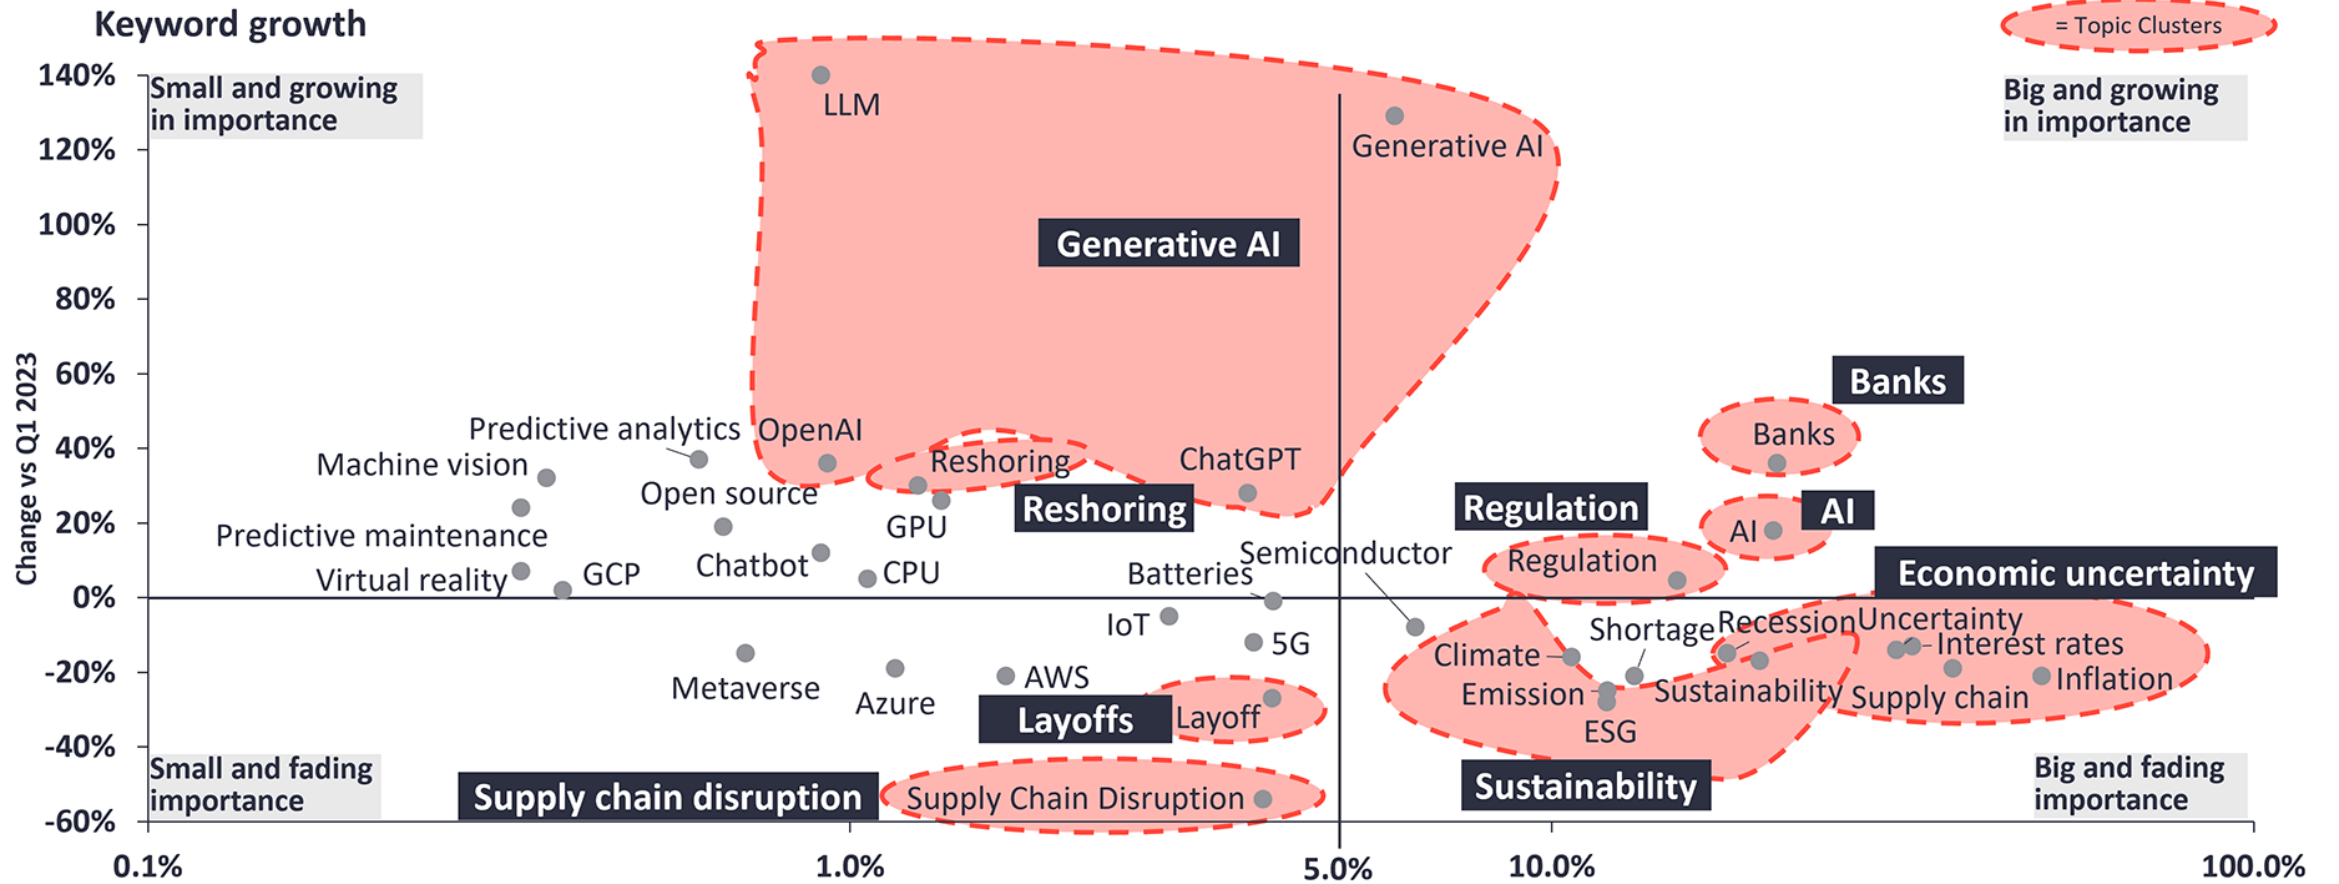 Keyword growth
= Topic Clusters
140%
Small and growing
in importance
Big and growing
in importance
LLM
Generative AI
120%
100%
Generative AI
80%
Change vs Q1 2023
60%
Banks
Predictive analytics
OpenAI
Banks
40%
Machine vision
Reshoring
ChatGPT
Open source
Reshoring
Regulation
AI
20%
Predictive maintenance
GPU
AI
Chatbot
CPU
Semiconductor
Regulation
Virtual reality
GCP
Batteries
Economic uncertainty
0%
IoT
5G
Shortage
Recession
Uncertainty
Climate
Interest rates
-20%
Metaverse
Azure
AWS
Emission
Sustainability
Supply chain
Inflation
Layoffs
Layoff
ESG
-40%
Small and fading
importance
Big and fading
importance
Supply chain disruption
Supply Chain Disruption
Sustainability
-60%
0.1%
1.0%
5.0%
10.0%
100.0%